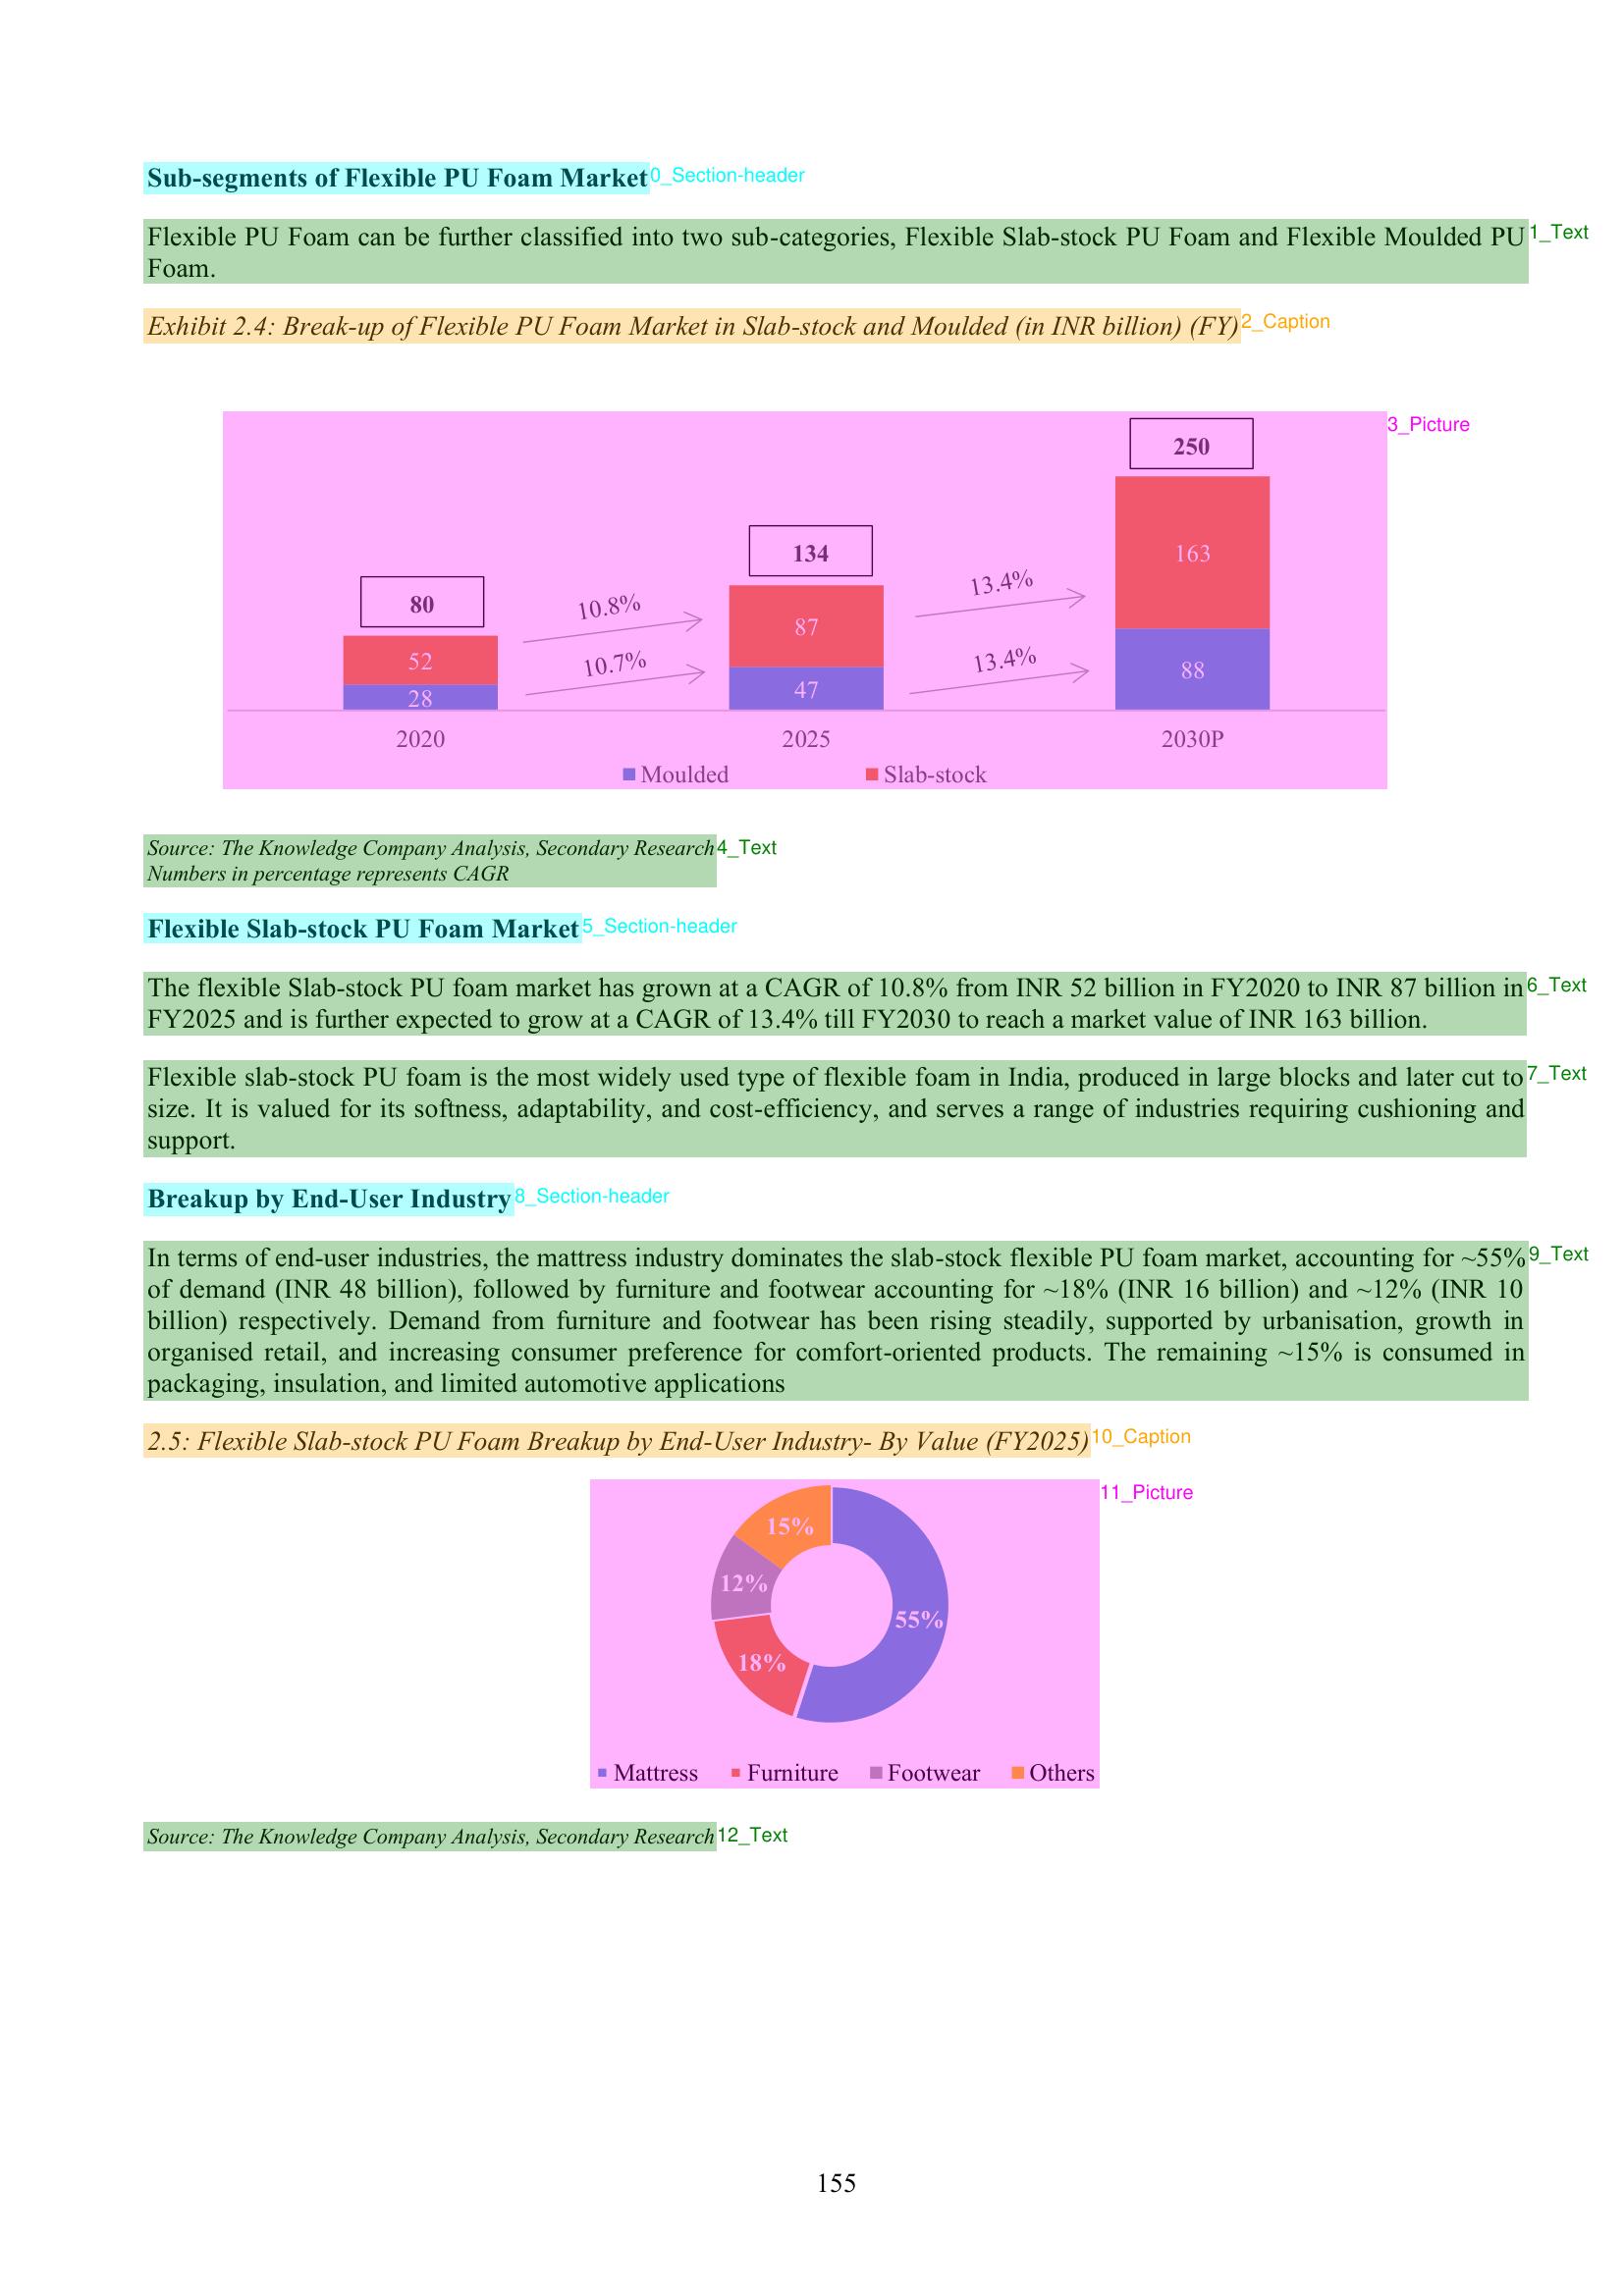 Sub-segments of Flexible PU Foam Market
0_Section-header
Flexible PU Foam can be further classified into two sub-categories, Flexible Slab-stock PU Foam and Flexible Moulded PU
Foam.
1_Text
Exhibit 2.4: Break-up of Flexible PU Foam Market in Slab-stock and Moulded (in INR billion) (FY)
2_Caption
3_Picture
250
163
134
13.4%
80
10.8%
87
52
10.7%
13.4%
88
47
28
2020 2025 2030P
Moulded Slab-stock
Source: The Knowledge Company Analysis, Secondary Research
Numbers in percentage represents CAGR
4_Text
Flexible Slab-stock PU Foam Market
5_Section-header
The flexible Slab-stock PU foam market has grown at a CAGR of 10.8% from INR 52 billion in FY2020 to INR 87 billion in
FY2025 and is further expected to grow at a CAGR of 13.4% till FY2030 to reach a market value of INR 163 billion.
6_Text
Flexible slab-stock PU foam is the most widely used type of flexible foam in India, produced in large blocks and later cut to
size. It is valued for its softness, adaptability, and cost-efficiency, and serves a range of industries requiring cushioning and
support.
7_Text
Breakup by End-User Industry
8_Section-header
In terms of end-user industries, the mattress industry dominates the slab-stock flexible PU foam market, accounting for ~55%
of demand (INR 48 billion), followed by furniture and footwear accounting for ~18% (INR 16 billion) and ~12% (INR 10
billion) respectively. Demand from furniture and footwear has been rising steadily, supported by urbanisation, growth in
organised retail, and increasing consumer preference for comfort-oriented products. The remaining ~15% is consumed in
packaging, insulation, and limited automotive applications
9_Text
2.5: Flexible Slab-stock PU Foam Breakup by End-User Industry- By Value (FY2025)
10_Caption
11_Picture
15%
12%
55%
18%
Mattress Furniture Footwear Others
Source: The Knowledge Company Analysis, Secondary Research
12_Text
155